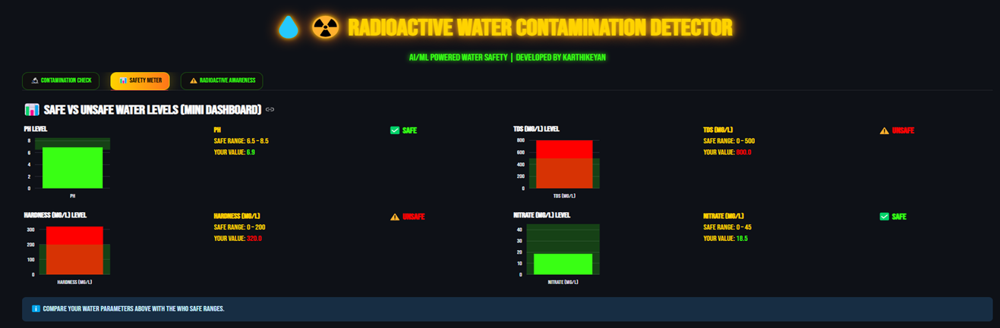 RADIOACTIVE WATER CONTAMINATION DETECTOR
AI/ML POWERED WATER SAFETY | DEVELOPED BY KARTHIKEYAN
CONTAMINATION CHECK
SAFETY METER
RADIOACTIVE AWARENESS
SAFE VS UNSAFE WATER LEVELS (MINI DASHBOARD)
PH LEVEL
8
6
4
2
0
PH
PH
SAFE RANGE: 6.5 – 8.5
YOUR VALUE: 6.9
SAFE
TDS (MG/L) LEVEL
800
600
400
200
0
TDS (MG/L)
TDS (MG/L)
SAFE RANGE: 0 – 500
YOUR VALUE: 800.0
UNSAFE
HARDNESS (MG/L) LEVEL
300
200
100
0
HARDNESS (MG/L)
HARDNESS (MG/L)
SAFE RANGE: 0 – 200
YOUR VALUE: 320.0
UNSAFE
NITRATE (MG/L) LEVEL
40
30
20
10
0
NITRATE (MG/L)
NITRATE (MG/L)
SAFE RANGE: 0 – 45
YOUR VALUE: 18.5
SAFE
COMPARE YOUR WATER PARAMETERS ABOVE WITH THE WHO SAFE RANGES.